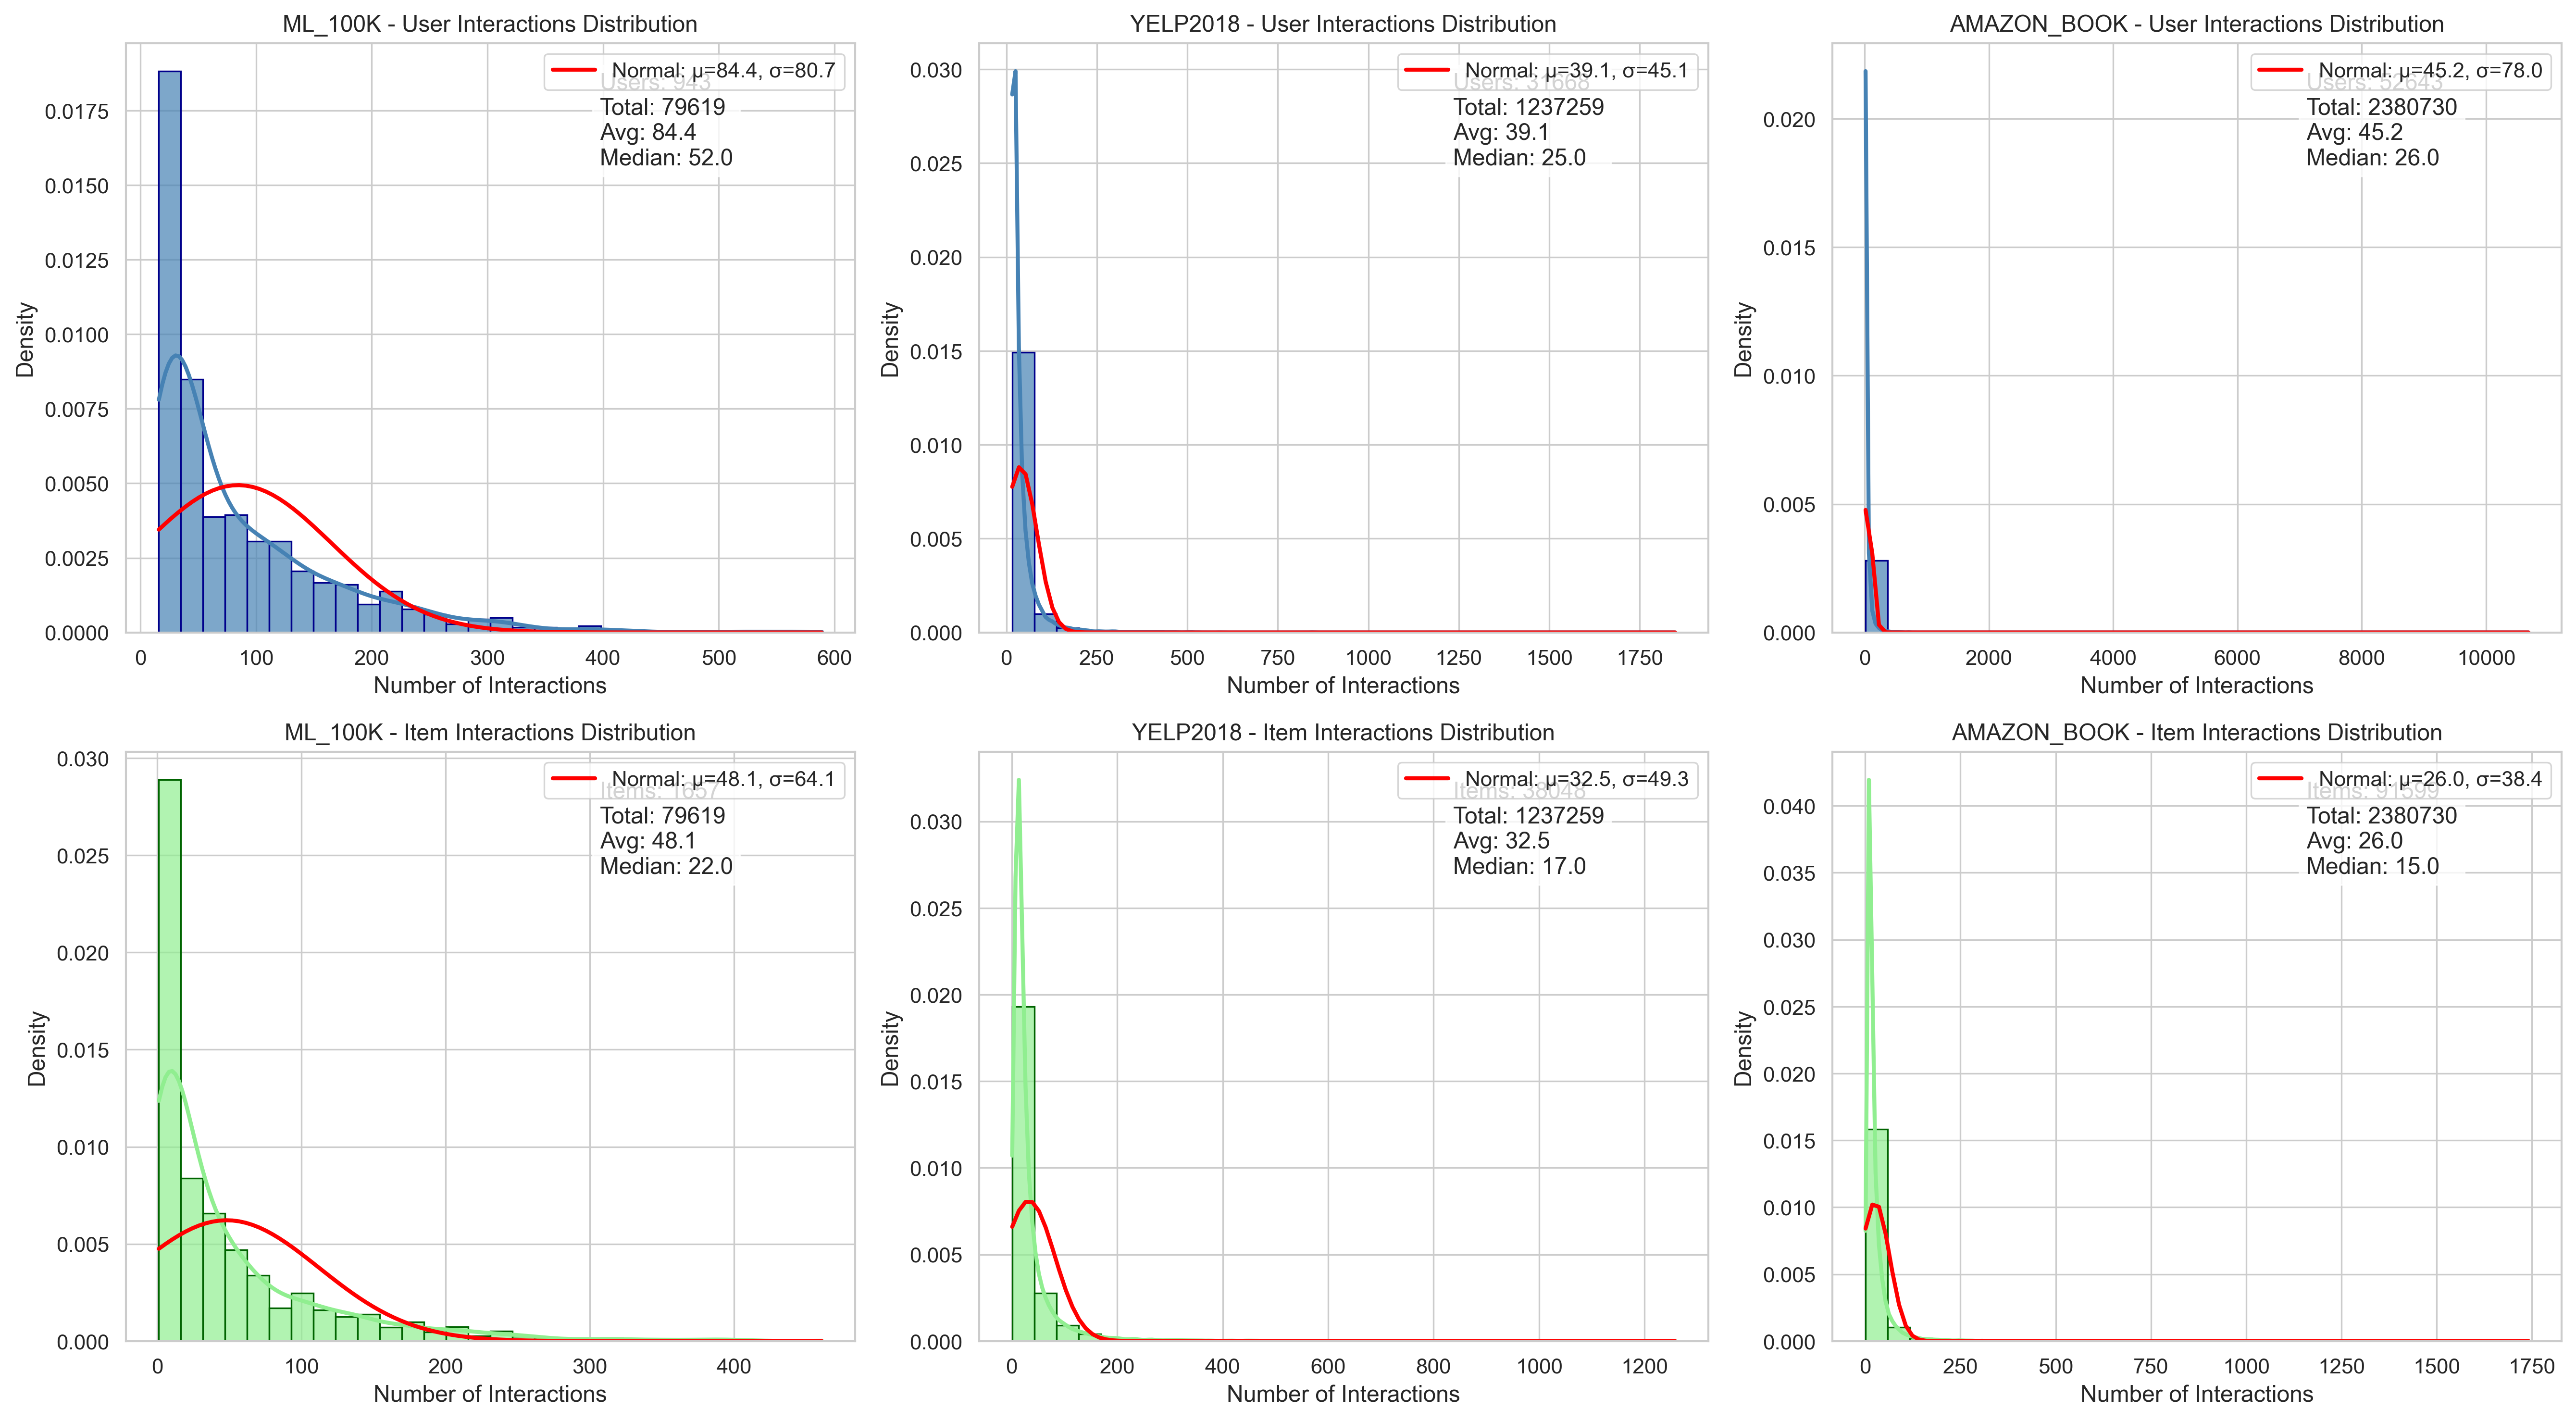 ML_100K - User Interactions Distribution
Normal: μ=84.4, σ=80.7
Users: 943
Total: 79619
Avg: 84.4
Median: 52.0
0.0175
0.0150
0.0125
0.0100
0.0075
0.0050
0.0025
0.0000
Density
0 100 200 300 400 500 600
Number of Interactions
YELP2018 - User Interactions Distribution
Normal: μ=39.1, σ=45.1
Users: 31668
Total: 1237259
Avg: 39.1
Median: 25.0
0.030
0.025
0.020
0.015
0.010
0.005
0.000
Density
0 250 500 750 1000 1250 1500 1750
Number of Interactions
AMAZON_BOOK - User Interactions Distribution
Normal: μ=45.2, σ=78.0
Users: 52643
Total: 2380730
Avg: 45.2
Median: 26.0
0.020
0.015
0.010
0.005
0.000
Density
0 2000 4000 6000 8000 10000
Number of Interactions
ML_100K - Item Interactions Distribution
Normal: μ=48.1, σ=64.1
Items: 1657
Total: 79619
Avg: 48.1
Median: 22.0
0.030
0.025
0.020
0.015
0.010
0.005
0.000
Density
0 100 200 300 400
Number of Interactions
YELP2018 - Item Interactions Distribution
Normal: μ=32.5, σ=49.3
Items: 38048
Total: 1237259
Avg: 32.5
Median: 17.0
0.030
0.025
0.020
0.015
0.010
0.005
0.000
Density
0 200 400 600 800 1000 1200
Number of Interactions
AMAZON_BOOK - Item Interactions Distribution
Normal: μ=26.0, σ=38.4
Items: 91599
Total: 2380730
Avg: 26.0
Median: 15.0
0.040
0.035
0.030
0.025
0.020
0.015
0.010
0.005
0.000
Density
0 250 500 750 1000 1250 1500 1750
Number of Interactions